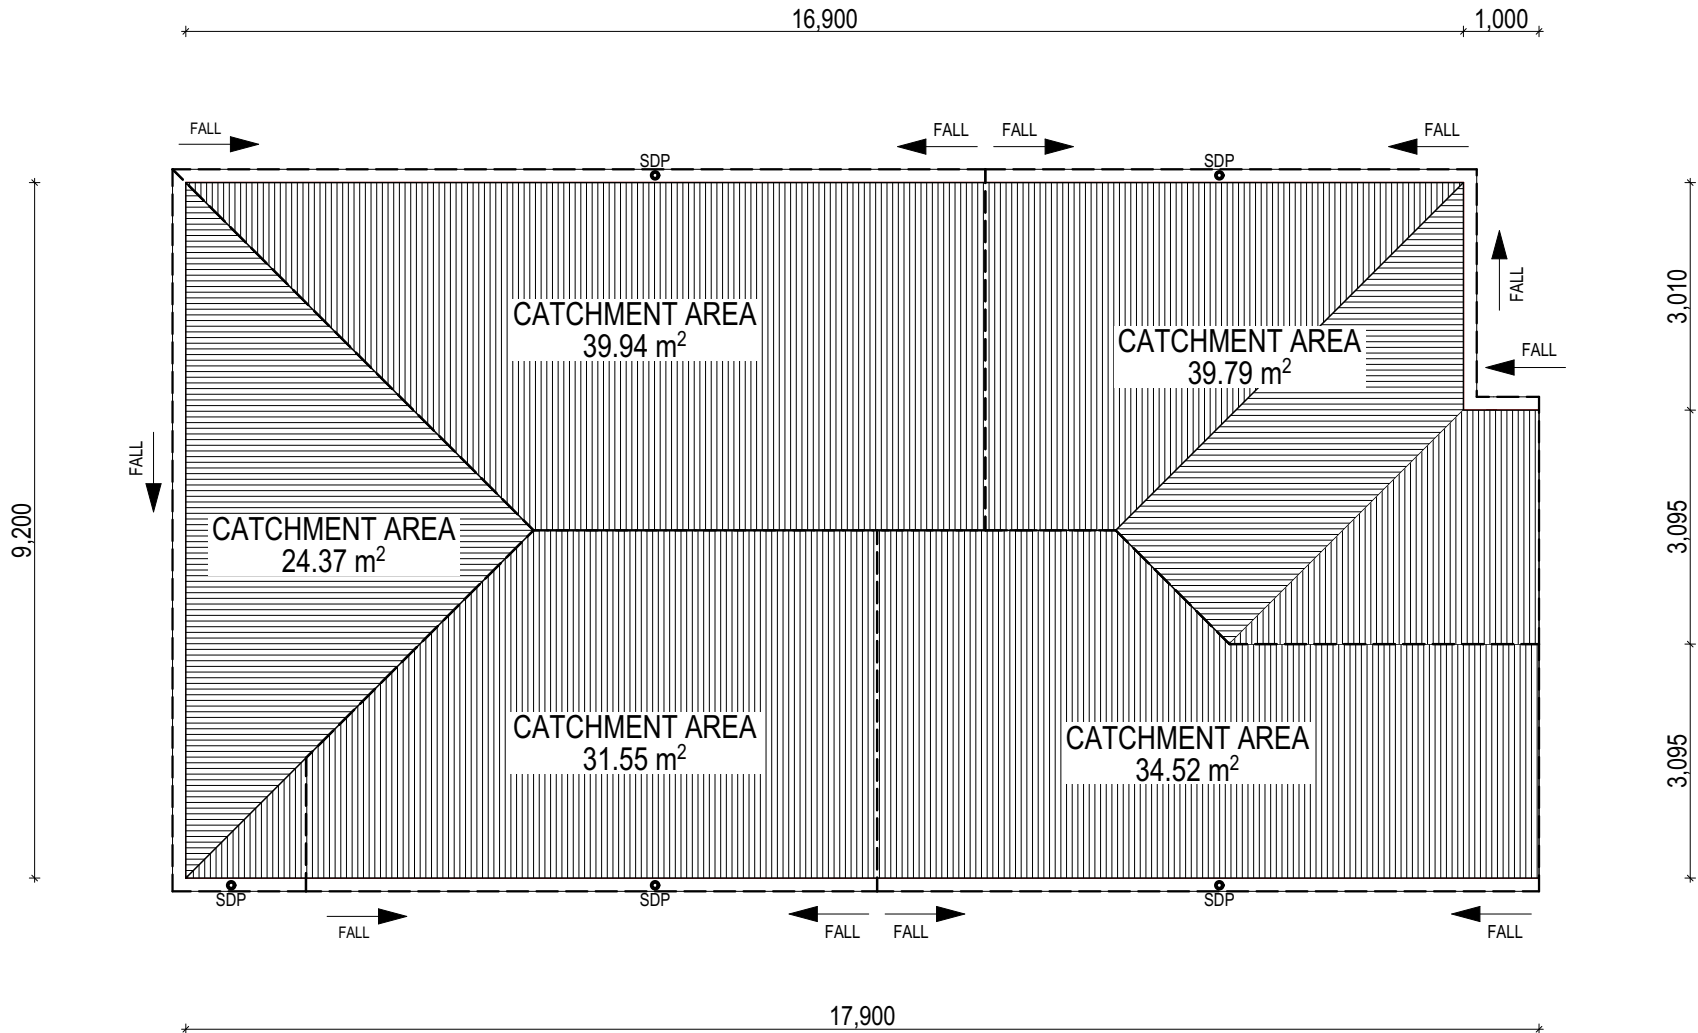 16,900
1,000
FALL
FALL
FALL
FALL
SDP
SDP
3,010
FALL
CATCHMENT AREA
39.94 m²
CATCHMENT AREA
39.79 m²
FALL
FALL
9,200
CATCHMENT AREA
24.37 m²
3,095
CATCHMENT AREA
31.55 m²
CATCHMENT AREA
34.52 m²
3,095
SDP
SDP
SDP
FALL
FALL
FALL
FALL
17,900